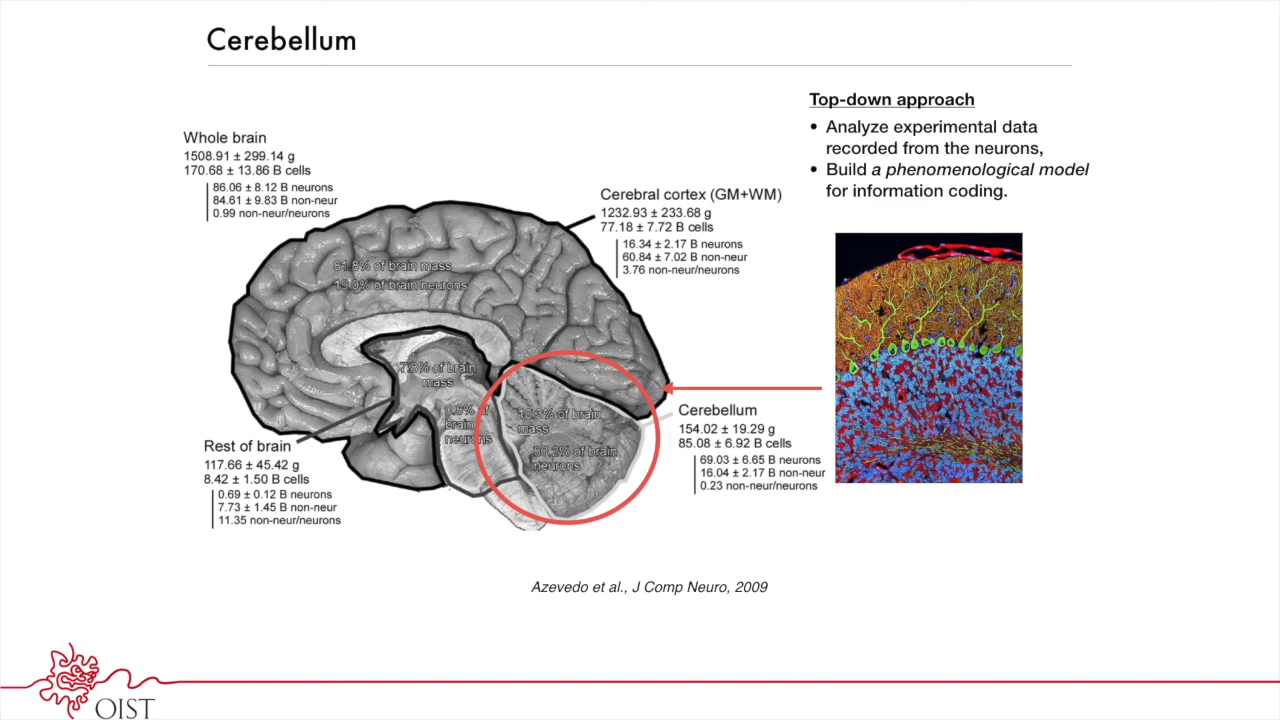 Cerebellum
Top-down approach
• Analyze experimental data
recorded from the neurons,
• Build a phenomenological model
for information coding.
Whole brain
1508.91 ± 299.14 g
170.68 ± 13.86 B cells
86.06 ± 8.12 B neurons
84.61 ± 9.83 B non-neur
0.99 non-neur/neurons
Cerebral cortex (GM+WM)
1232.93 ± 233.68 g
77.18 ± 7.72 B cells
16.34 ± 2.17 B neurons
60.84 ± 7.02 B non-neur
3.76 non-neur/neurons
81.8% of brain mass
19.0% of brain neurons
7.8% of brain
mass
0.8% of
brain
neurons
10.3% of brain
mass
80.2% of brain
neurons
Cerebellum
154.02 ± 19.29 g
85.08 ± 6.92 B cells
69.03 ± 6.65 B neurons
16.04 ± 2.17 B non-neur
0.23 non-neur/neurons
Rest of brain
117.66 ± 45.42 g
8.42 ± 1.50 B cells
0.69 ± 0.12 B neurons
7.73 ± 1.45 B non-neur
11.35 non-neur/neurons
Azevedo et al., J Comp Neuro, 2009
OIST